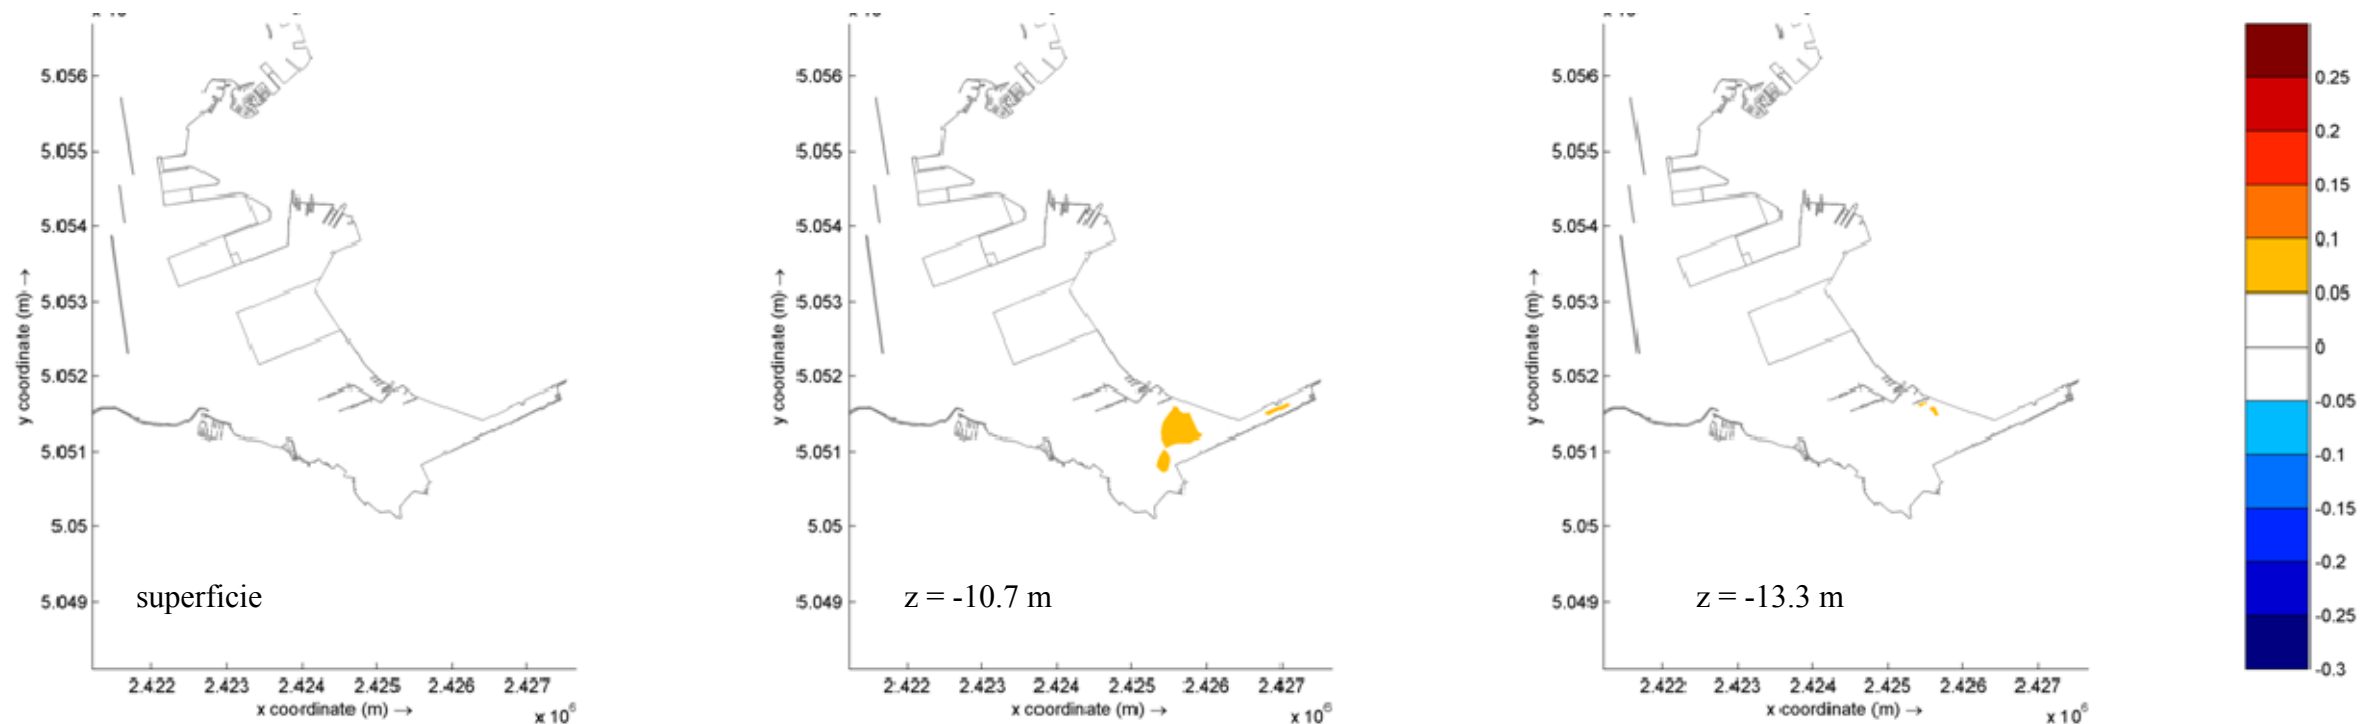 5.056
5.055
5.054
5.053
5.052
5.051
5.05
5.049
y coordinate (m) →
superficie
2.422 2.423 2.424 2.425 2.426 2.427
x coordinate (m) →
x 10⁶
5.056
5.055
5.054
5.053
5.052
5.051
5.05
5.049
y coordinate (m) →
z = -10.7 m
2.422 2.423 2.424 2.425 2.426 2.427
x coordinate (m) →
x 10⁶
5.056
5.055
5.054
5.053
5.052
5.051
5.05
5.049
y coordinate (m) →
z = -13.3 m
2.422 2.423 2.424 2.425 2.426 2.427
x coordinate (m) →
x 10⁶
0.25
0.2
0.15
0.1
0.05
0
-0.05
-0.1
-0.15
-0.2
-0.25
-0.3